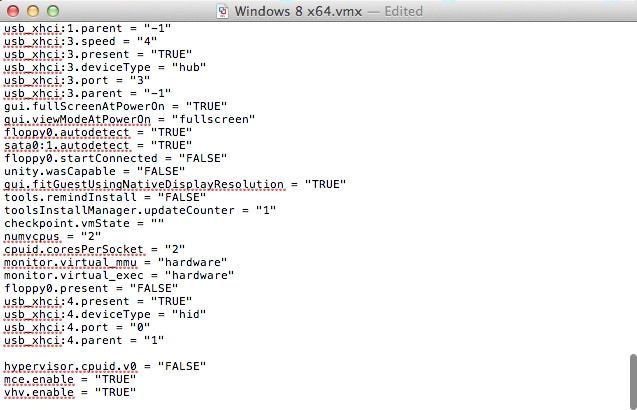 Windows 8 x64.vmx — Edited
usb_xhci:1.parent = "-1"
usb_xhci:3.speed = "4"
usb_xhci:3.present = "TRUE"
usb_xhci:3.deviceType = "hub"
usb_xhci:3.port = "3"
usb_xhci:3.parent = "-1"
gui.fullScreenAtPowerOn = "TRUE"
gui.viewModeAtPowerOn = "fullscreen"
floppy0.autodetect = "TRUE"
sata0:1.autodetect = "TRUE"
floppy0.startConnected = "FALSE"
unity.wasCapable = "FALSE"
gui.fitGuestUsingNativeDisplayResolution = "TRUE"
tools.remindInstall = "FALSE"
toolsInstallManager.updateCounter = "1"
checkpoint.vmState = ""
numvcpus = "2"
cpuid.coresPerSocket = "2"
monitor.virtual_mmu = "hardware"
monitor.virtual_exec = "hardware"
floppy0.present = "FALSE"
usb_xhci:4.present = "TRUE"
usb_xhci:4.deviceType = "hid"
usb_xhci:4.port = "0"
usb_xhci:4.parent = "1"
hypervisor.cpuid.v0 = "FALSE"
mce.enable = "TRUE"
vhv.enable = "TRUE"